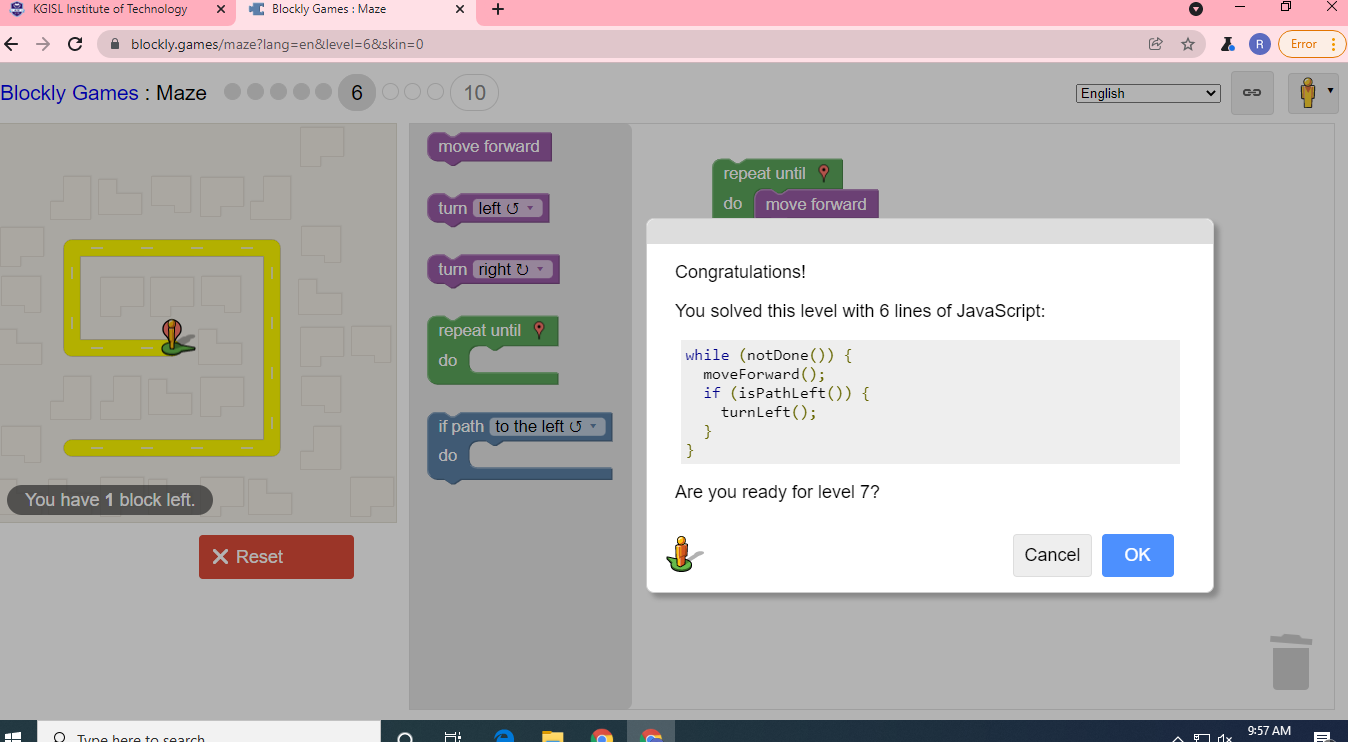 KGISL Institute of Technology
Blockly Games : Maze
blockly.games/maze?lang=en&level=6&skin=0
R
Error
Blockly Games : Maze 6 10
English
move forward
turn left
turn right
repeat until
do
if path to the left
do
repeat until
do move forward
You have 1 block left.
Reset
Congratulations!
You solved this level with 6 lines of JavaScript:
while (notDone()) {
  moveForward();
  if (isPathLeft()) {
    turnLeft();
  }
}
Are you ready for level 7?
Cancel
OK
Type here to search
9:57 AM